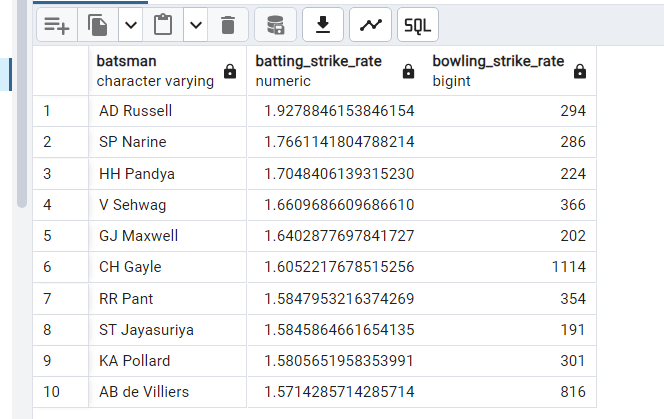 SQL
batsman batting_strike_rate bowling_strike_rate
character varying numeric bigint
1 AD Russell 1.9278846153846154 294
2 SP Narine 1.7661141804788214 286
3 HH Pandya 1.7048406139315230 224
4 V Sehwag 1.6609686609686610 366
5 GJ Maxwell 1.6402877697841727 202
6 CH Gayle 1.6052217678515256 1114
7 RR Pant 1.5847953216374269 354
8 ST Jayasuriya 1.5845864661654135 191
9 KA Pollard 1.5805651958353991 301
10 AB de Villiers 1.5714285714285714 816